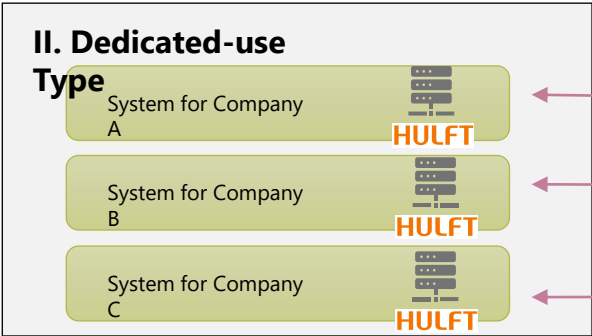 II. Dedicated-use
Type
System for Company
A
HULFT
System for Company
B
HULFT
System for Company
C
HULFT